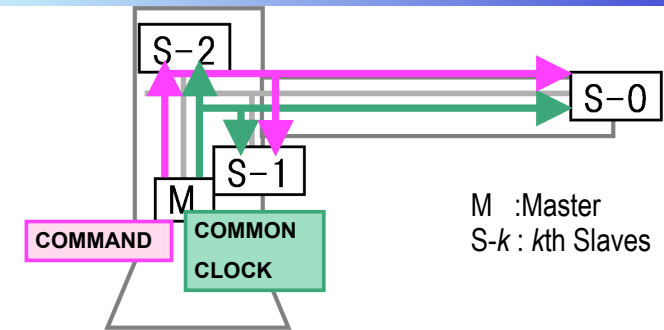 S-2
S-0
S-1
M
COMMAND
COMMON
CLOCK
M :Master
S-k : kth Slaves